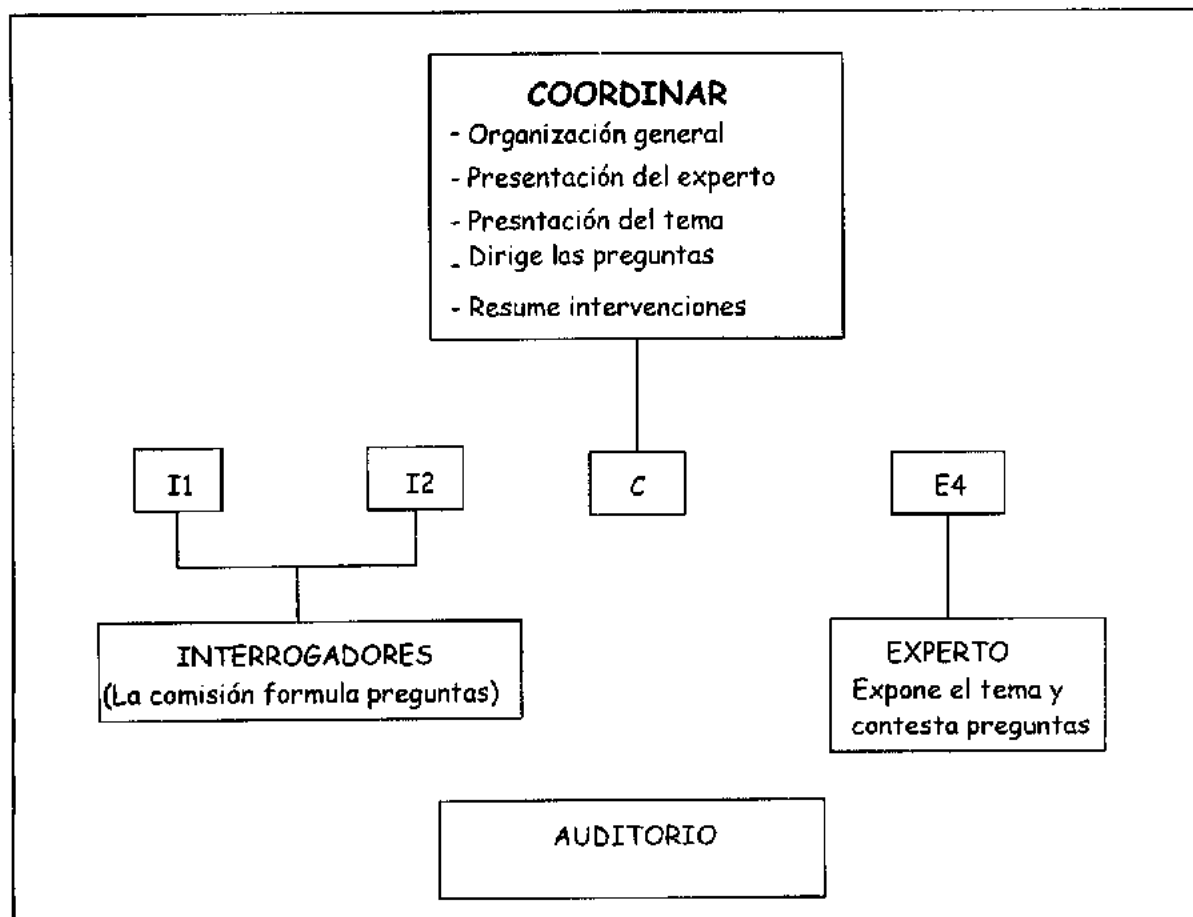 COORDINAR
- Organización general
- Presentación del experto
- Presntación del tema
- Dirige las preguntas
- Resume intervenciones
I1
I2
C
E4
INTERROGADORES
(La comisión formula preguntas)
EXPERTO
Expone el tema y
contesta preguntas
AUDITORIO